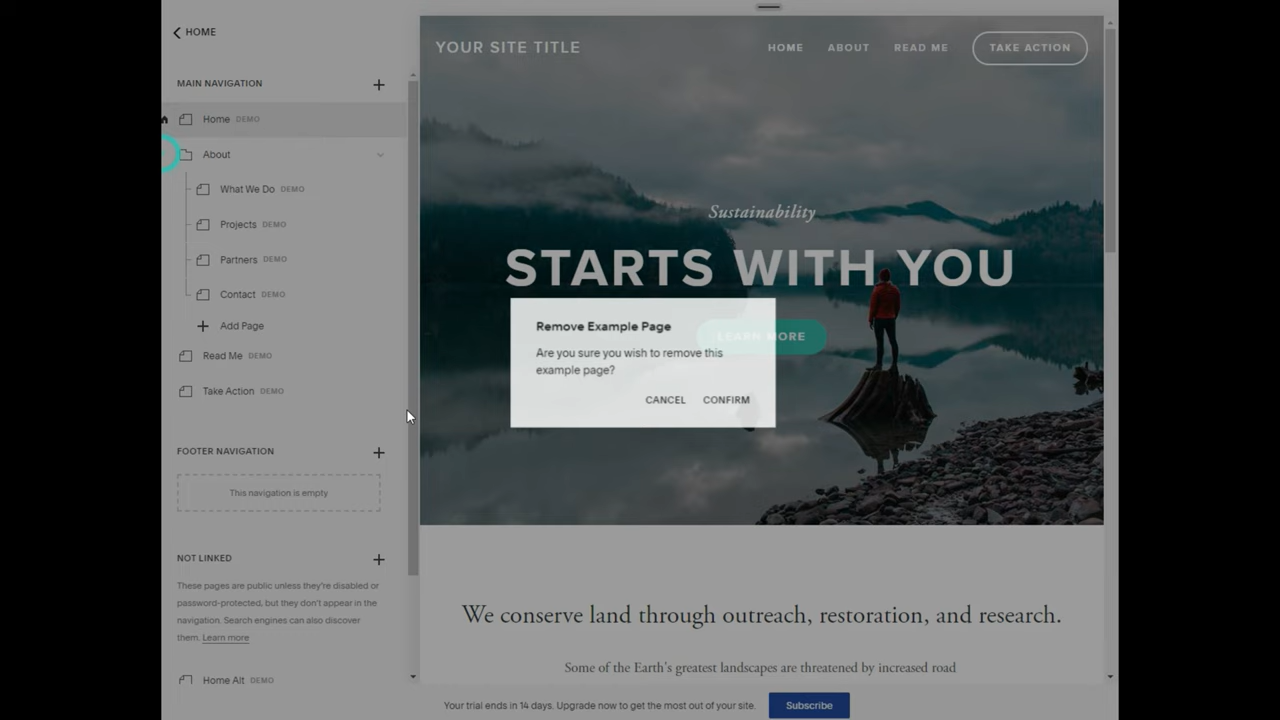 HOME
MAIN NAVIGATION
Home DEMO
About
What We Do DEMO
Projects DEMO
Partners DEMO
Contact DEMO
Add Page
Read Me DEMO
Take Action DEMO
FOOTER NAVIGATION
This navigation is empty
NOT LINKED
These pages are public unless they're disabled or
password-protected, but they don't appear in the
navigation. Search engines can also discover
them. Learn more
Home Alt DEMO
YOUR SITE TITLE
HOME ABOUT READ ME TAKE ACTION
Sustainability
STARTS WITH YOU
LEARN MORE
Remove Example Page
Are you sure you wish to remove this
example page?
CANCEL CONFIRM
We conserve land through outreach, restoration, and research.
Some of the Earth's greatest landscapes are threatened by increased road
Your trial ends in 14 days. Upgrade now to get the most out of your site. Subscribe